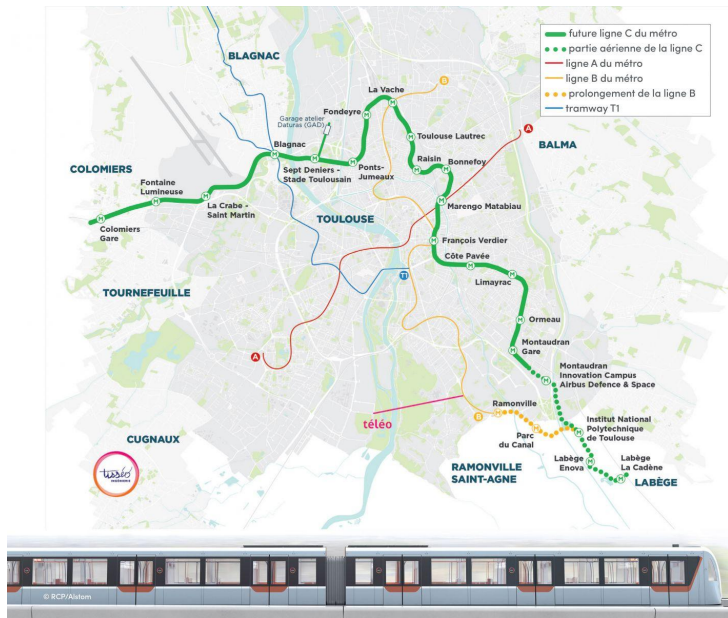 future ligne C du métro
partie aérienne de la ligne C
ligne A du métro
ligne B du métro
prolongement de la ligne B
tramway T1
BLAGNAC
B
La Vache
Fondeyre
Garage atelier
Daturas (GAD)
A
Toulouse Lautrec
BALMA
Blagnac
Raisin
Bonnefoy
COLOMIERS
Sept Deniers -
Stade Toulousain
Ponts-
Jumeaux
Fontaine
Lumineuse
La Crabe -
Saint Martin
Marengo Matabiau
TOULOUSE
Colomiers
Gare
François Verdier
Côte Pavée
T1
Limayrac
TOURNEFEUILLE
Ormeau
Montaudran
Gare
A
Montaudran
Innovation Campus
Airbus Defence & Space
téléo
B
Ramonville
Parc
du Canal
Institut National
Polytechnique
de Toulouse
CUGNAUX
tisséo
INGÉNIERIE
RAMONVILLE
SAINT-AGNE
Labège
Enova
Labège
La Cadène
LABÈGE
© RCP/Alstom